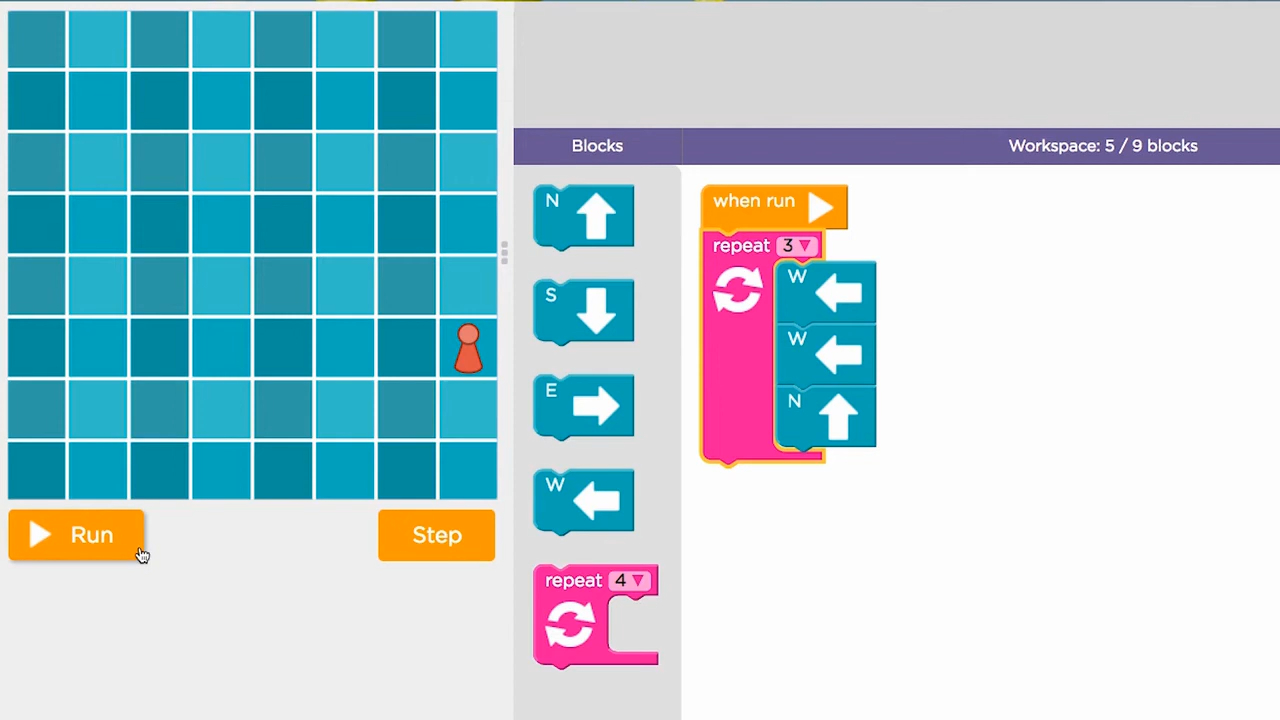 Blocks
Workspace: 5 / 9 blocks
N
S
E
W
repeat 4
when run
repeat 3
W
W
N
Run
Step